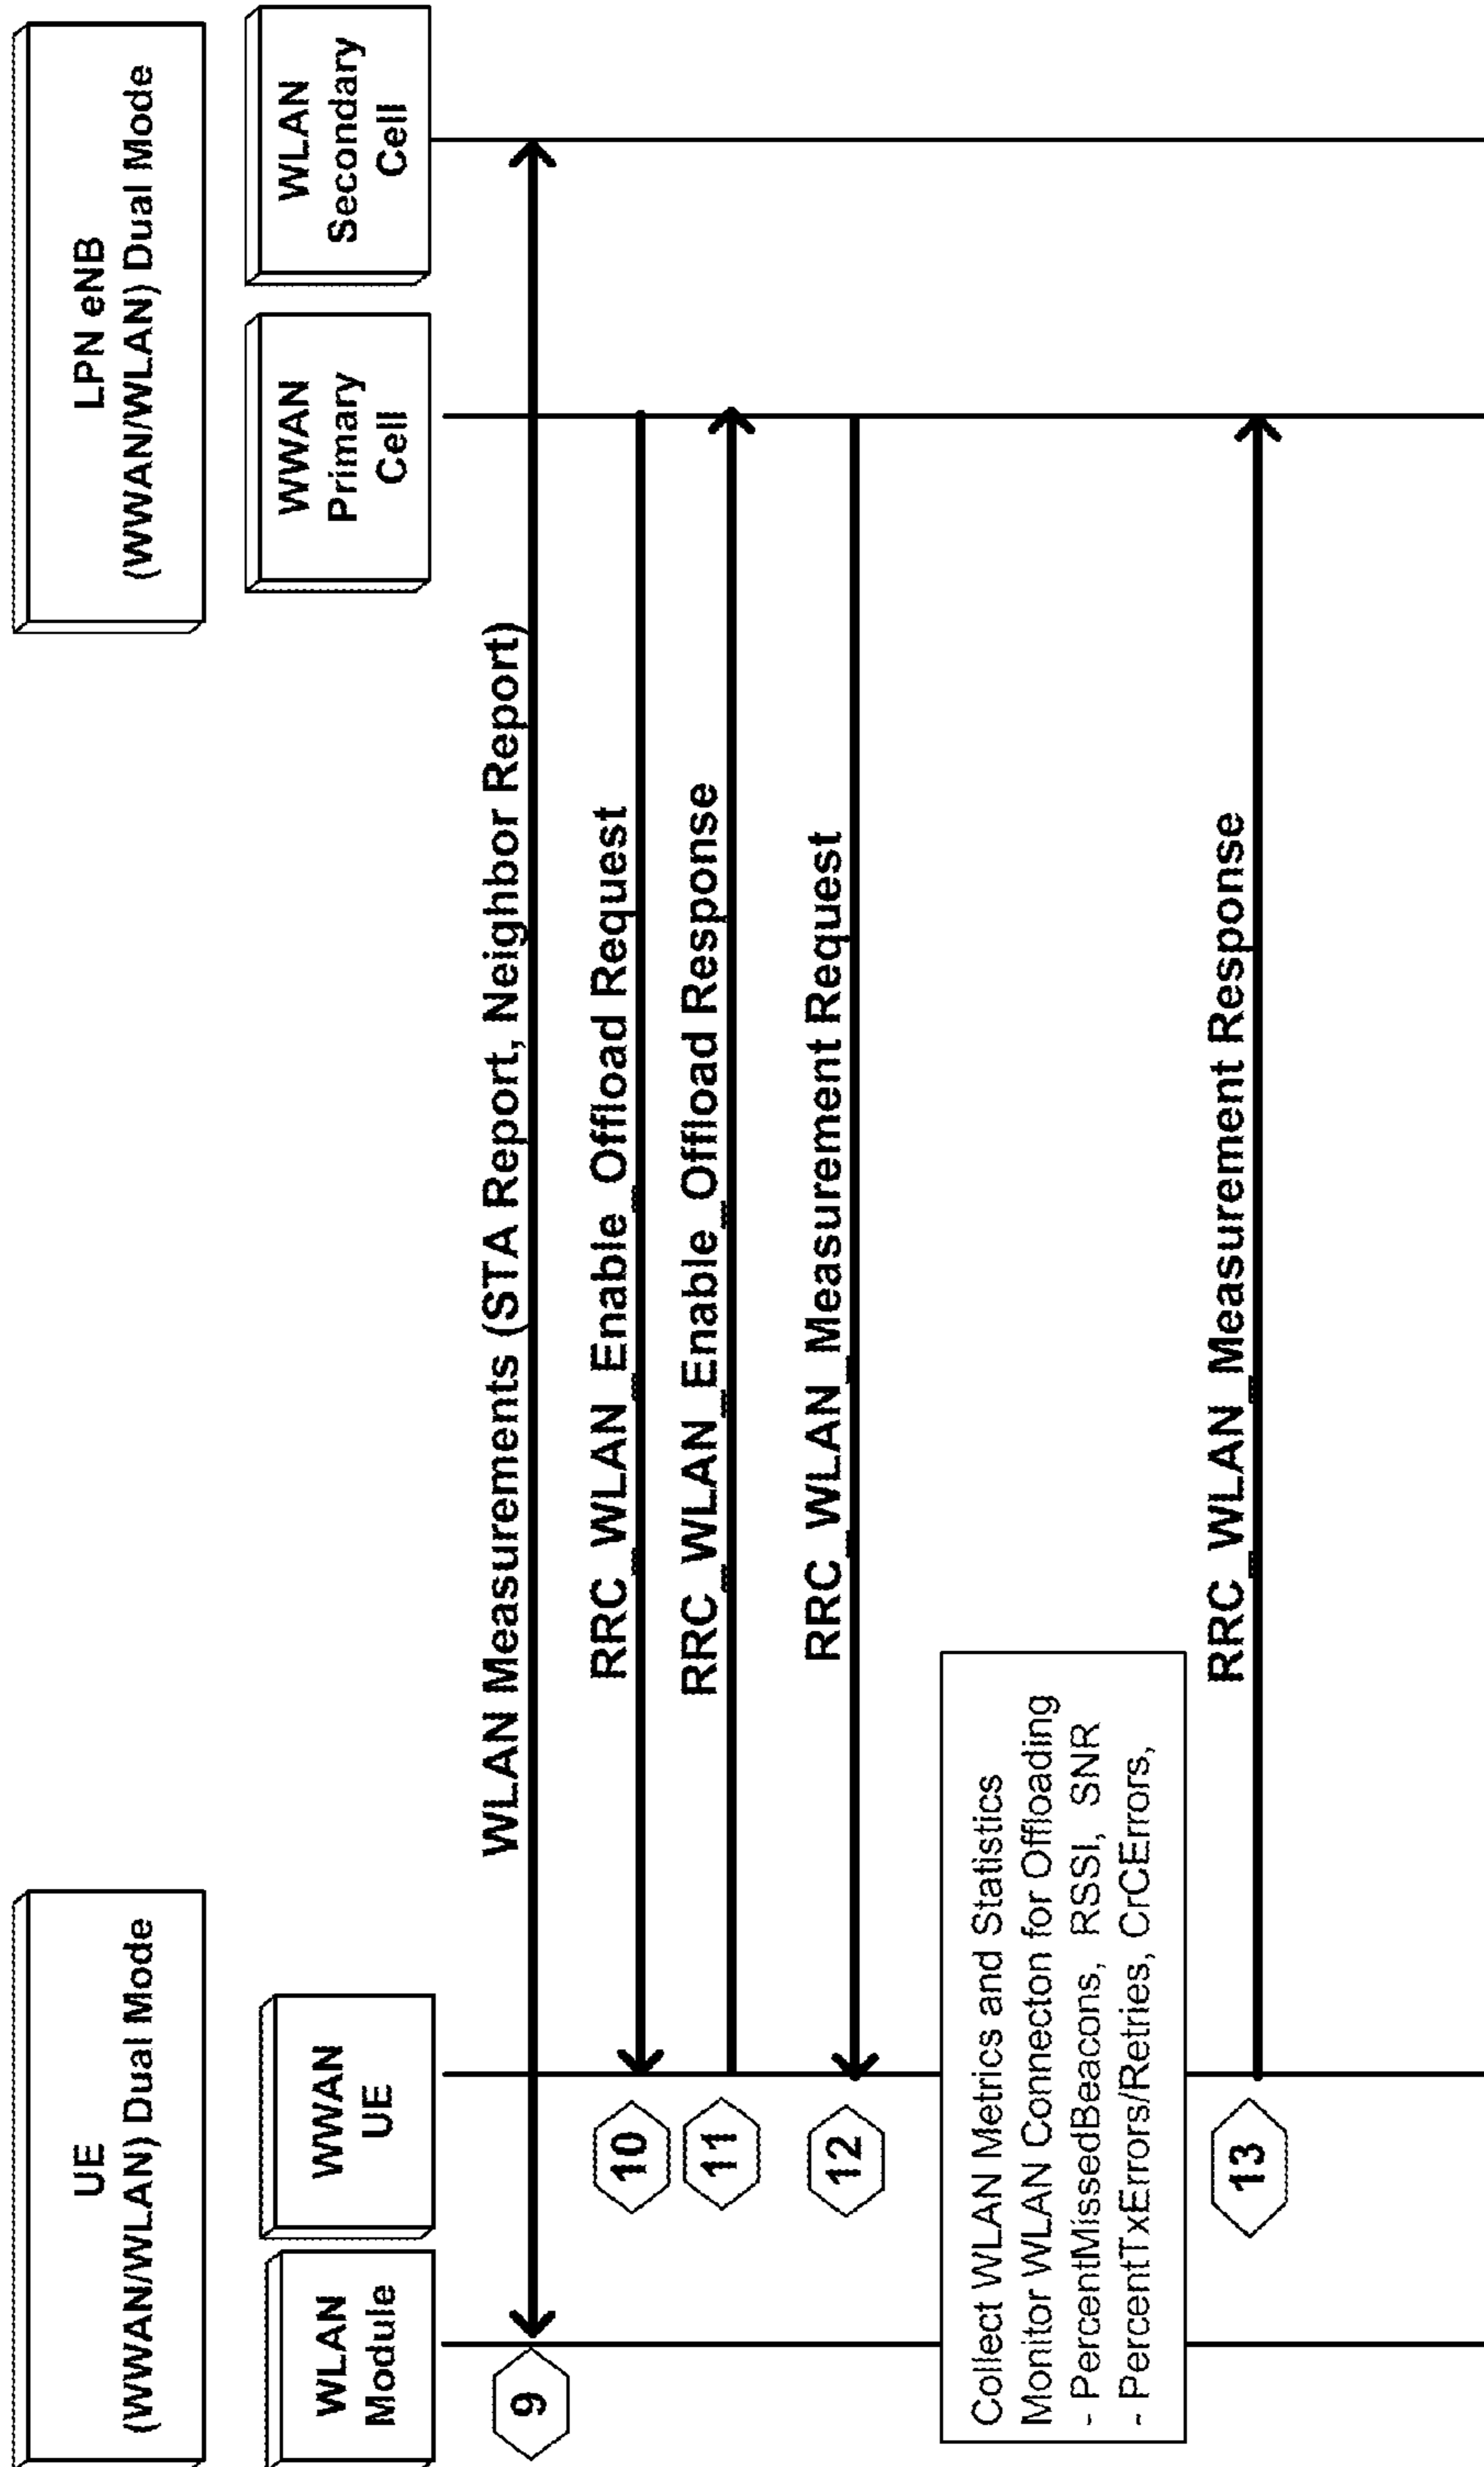 UE
(WWAN/WLAN) Dual Mode
LPN eNB
(WWAN/WLAN) Dual Mode
WLAN
Module
WWAN
UE
WWAN
Primary
Cell
WLAN
Secondary
Cell
9
WLAN Measurements (STA Report, Neighbor Report)
10
RRC_WLAN_Enable_Offload Request
11
RRC_WLAN_Enable_Offload Response
12
RRC_WLAN_Measurement Request
Collect WLAN Metrics and Statistics
Monitor WLAN Connecton for Offloading
- PercentMissedBeacons, RSSI, SNR
- PercentTxErrors/Retries, CrCErrors,
13
RRC_WLAN_Measurement Response